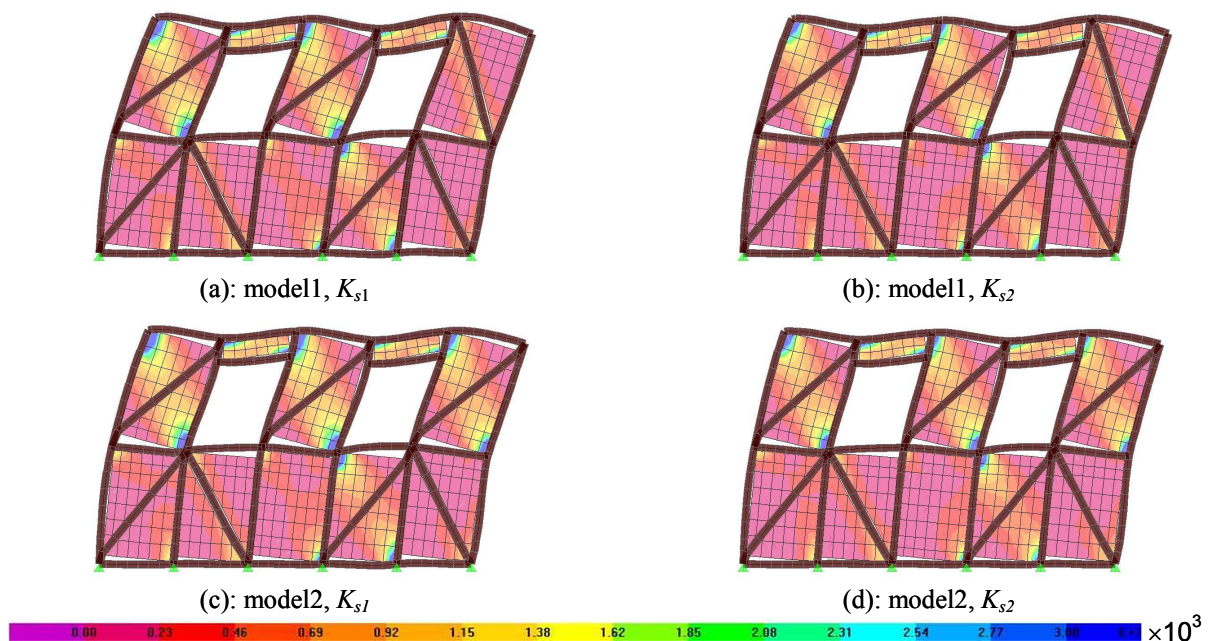 (a): model1, Ks1
(b): model1, Ks2
(c): model2, Ks1
(d): model2, Ks2
0.00 0.23 0.46 0.69 0.92 1.15 1.38 1.62 1.85 2.08 2.31 2.54 2.77 3.00 ×10³